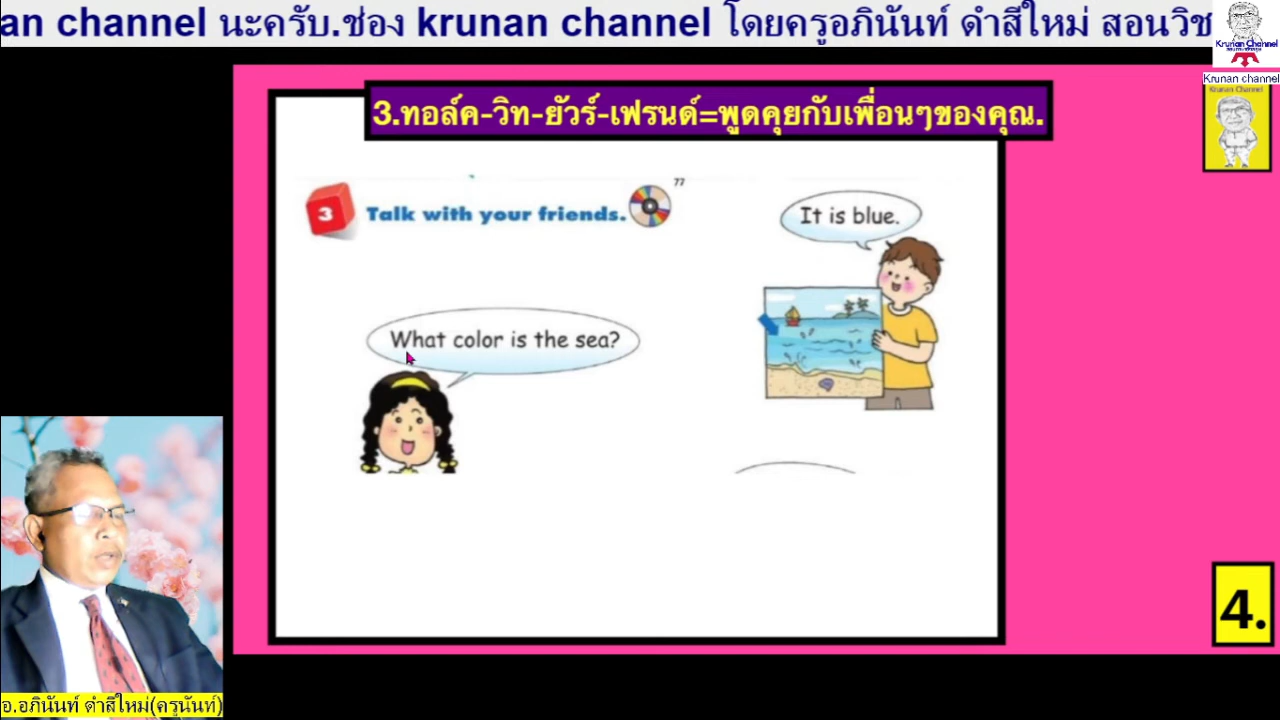 an channel นะครับ.ช่อง krunan channel โดยครูอภินันท์ ดำสีใหม่ สอนวิช
Krunan Channel
Krunan channel
Krunan Channel
3.ทอล์ค-วิท-ยัวร์-เฟรนด์=พูดคุยกับเพื่อนๆของคุณ.
3 Talk with your friends. 77
It is blue.
What color is the sea?
4.
อ.อภินันท์ ดำสีใหม่(ครูนันท์)